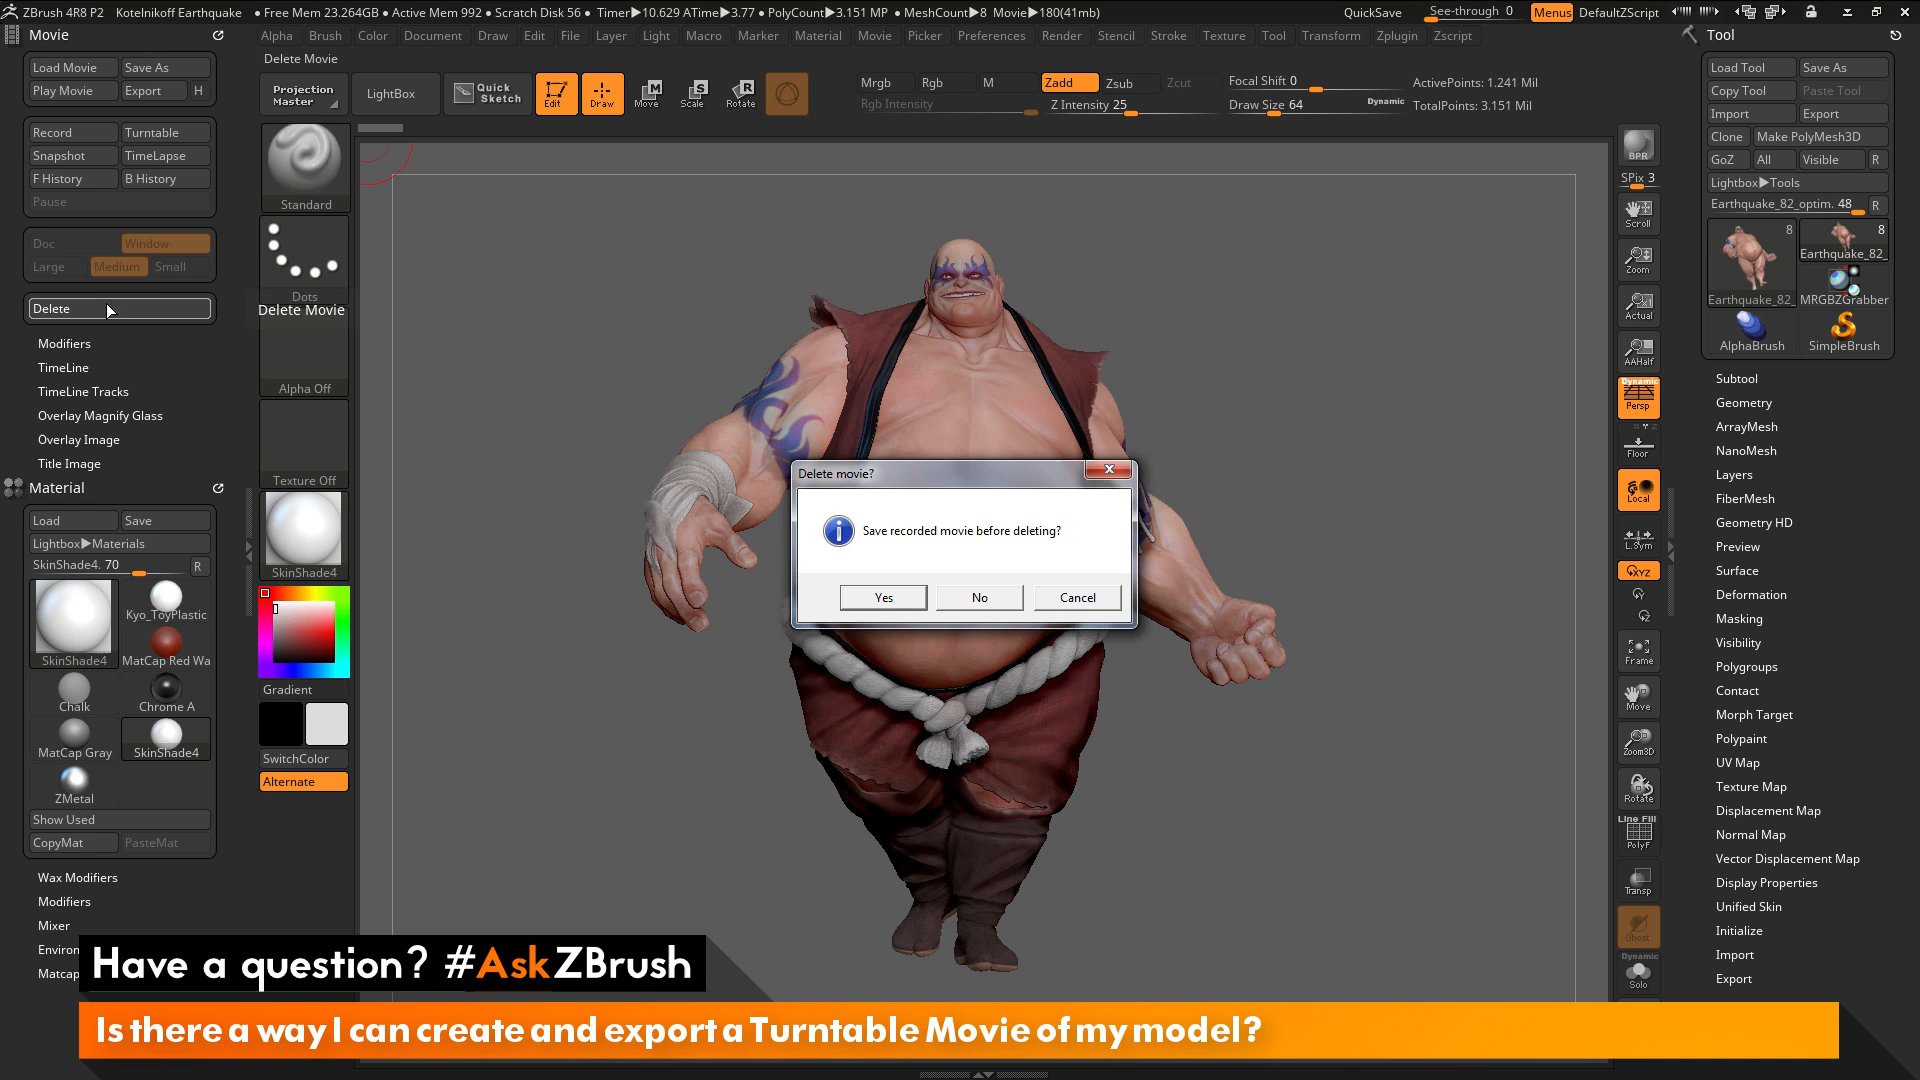 ZBrush 4R8 P2 Kotelnikoff Earthquake • Free Mem 23.264GB • Active Mem 992 • Scratch Disk 56 • Timer▶10.629 ATime▶3.77 • PolyCount▶3.151 MP • MeshCount▶8 Movie▶180(41mb) QuickSave See-through 0 Menus DefaultZScript
Movie
Alpha Brush Color Document Draw Edit File Layer Light Macro Marker Material Movie Picker Preferences Render Stencil Stroke Texture Tool Transform Zplugin Zscript
Tool
Delete Movie
Load Movie Save As
Play Movie Export H
Record Turntable
Snapshot TimeLapse
F History B History
Pause
Doc Window
Large Medium Small
Delete
Modifiers
TimeLine
TimeLine Tracks
Overlay Magnify Glass
Overlay Image
Title Image
Material
Load Save
Lightbox▶Materials
SkinShade4. 70 R
SkinShade4
Kyo_ToyPlastic
MatCap Red Wa
Chalk
Chrome A
MatCap Gray
SkinShade4
ZMetal
Show Used
CopyMat PasteMat
Wax Modifiers
Modifiers
Mixer
Environ
Matcap
Projection
Master
LightBox
Quick
Sketch
Edit
Draw
Move
Scale
Rotate
Mrgb Rgb M
Rgb Intensity
Zadd Zsub Zcut
Z Intensity 25
Focal Shift 0
Draw Size 64
Dynamic
ActivePoints: 1.241 Mil
TotalPoints: 3.151 Mil
Standard
Dots
Delete Movie
Alpha Off
Texture Off
SkinShade4
Gradient
SwitchColor
Alternate
Delete movie?
Save recorded movie before deleting?
Yes No Cancel
BPR
SPix 3
Scroll
Zoom
Actual
AAHalf
Dynamic
Persp
Floor
Local
L.Sym
XYZ
Frame
Move
Zoom3D
Rotate
Line Fill
PolyF
Transp
Ghost
Dynamic
Solo
Load Tool Save As
Copy Tool Paste Tool
Import Export
Clone Make PolyMesh3D
GoZ All Visible R
Lightbox▶Tools
Earthquake_82_optim. 48 R
8
8
Earthquake_82_
Earthquake_82_
MRGBZGrabber
AlphaBrush
SimpleBrush
Subtool
Geometry
ArrayMesh
NanoMesh
Layers
FiberMesh
Geometry HD
Preview
Surface
Deformation
Masking
Visibility
Polygroups
Contact
Morph Target
Polypaint
UV Map
Texture Map
Displacement Map
Normal Map
Vector Displacement Map
Display Properties
Unified Skin
Initialize
Import
Export
Have a question? #AskZBrush
Is there a way I can create and export a Turntable Movie of my model?